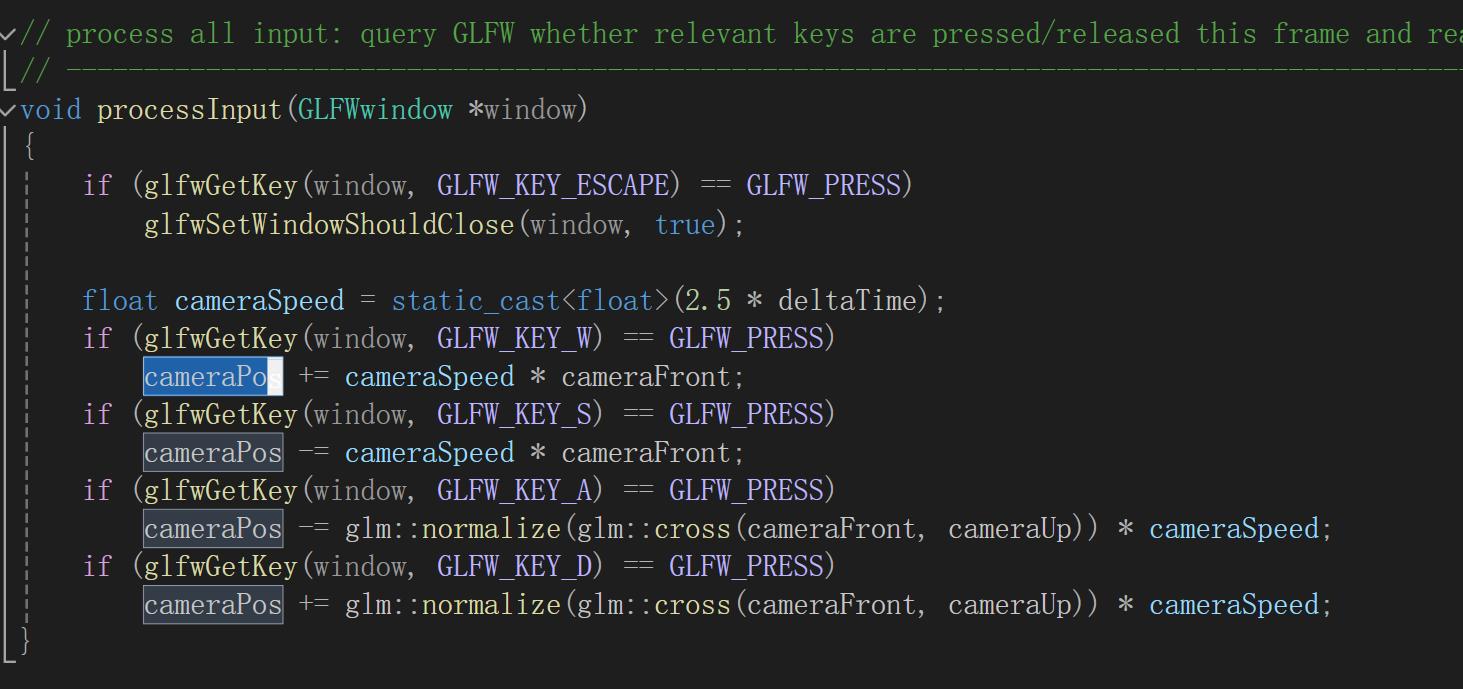 // process all input: query GLFW whether relevant keys are pressed/released this frame and rea
// ---------------------------------------------------------------------------------------------
void processInput(GLFWwindow *window)
{
if (glfwGetKey(window, GLFW_KEY_ESCAPE) == GLFW_PRESS)
glfwSetWindowShouldClose(window, true);
float cameraSpeed = static_cast<float>(2.5 * deltaTime);
if (glfwGetKey(window, GLFW_KEY_W) == GLFW_PRESS)
cameraPos += cameraSpeed * cameraFront;
if (glfwGetKey(window, GLFW_KEY_S) == GLFW_PRESS)
cameraPos -= cameraSpeed * cameraFront;
if (glfwGetKey(window, GLFW_KEY_A) == GLFW_PRESS)
cameraPos -= glm::normalize(glm::cross(cameraFront, cameraUp)) * cameraSpeed;
if (glfwGetKey(window, GLFW_KEY_D) == GLFW_PRESS)
cameraPos += glm::normalize(glm::cross(cameraFront, cameraUp)) * cameraSpeed;
}